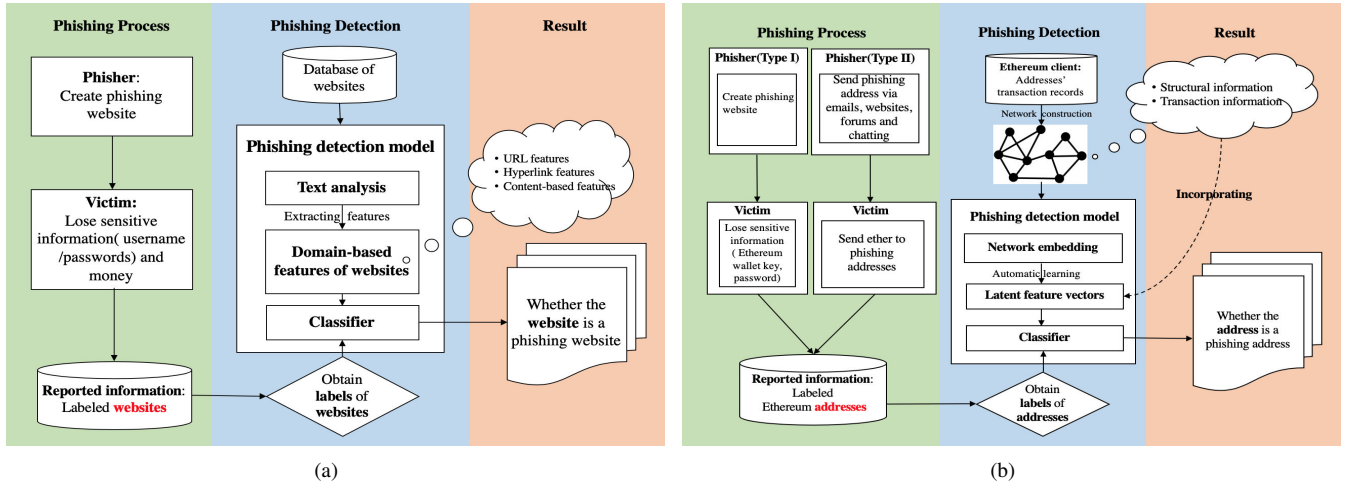 Phishing Process
Phishing Detection
Result
Phisher:
Create phishing
website
Victim:
Lose sensitive
information( username
/passwords) and
money
Reported information:
Labeled websites
Database of
websites
Phishing detection model
Text analysis
Extracting features
Domain-based
features of websites
Classifier
Obtain
labels of
websites
• URL features
• Hyperlink features
• Content-based features
Whether the
website is a
phishing website
(a)
Phishing Process
Phishing Detection
Result
Phisher(Type I)
Create phishing
website
Phisher(Type II)
Send phishing
address via
emails, websites,
forums and
chatting
Victim
Lose sensitive
information
( Ethereum
wallet key,
password)
Victim
Send ether to
phishing
addresses
Reported information:
Labeled
Ethereum addresses
Ethereum client:
Addresses'
transaction records
Network construction
Phishing detection model
Network embedding
Automatic learning
Latent feature vectors
Classifier
Obtain
labels of
addresses
• Structural information
• Transaction information
Incorporating
Whether the
address is a
phishing address
(b)